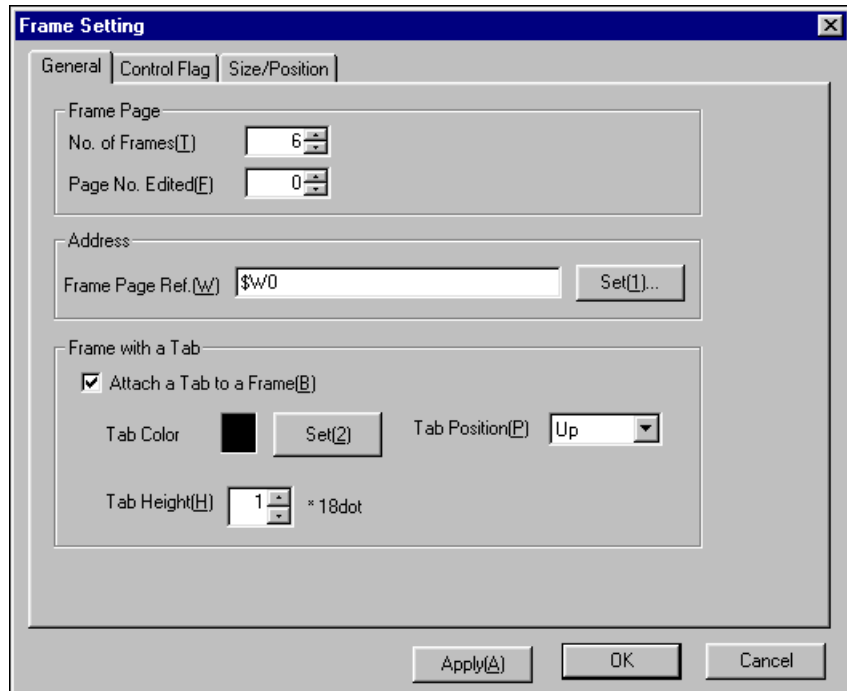 Frame Setting
General Control Flag Size/Position
Frame Page
No. of Frames(T) 6
Page No. Edited(F) 0
Address
Frame Page Ref.(W) $W0 Set(1)...
Frame with a Tab
Attach a Tab to a Frame(B)
Tab Color Set(2) Tab Position(P) Up
Tab Height(H) 1 * 18dot
Apply(A) OK Cancel